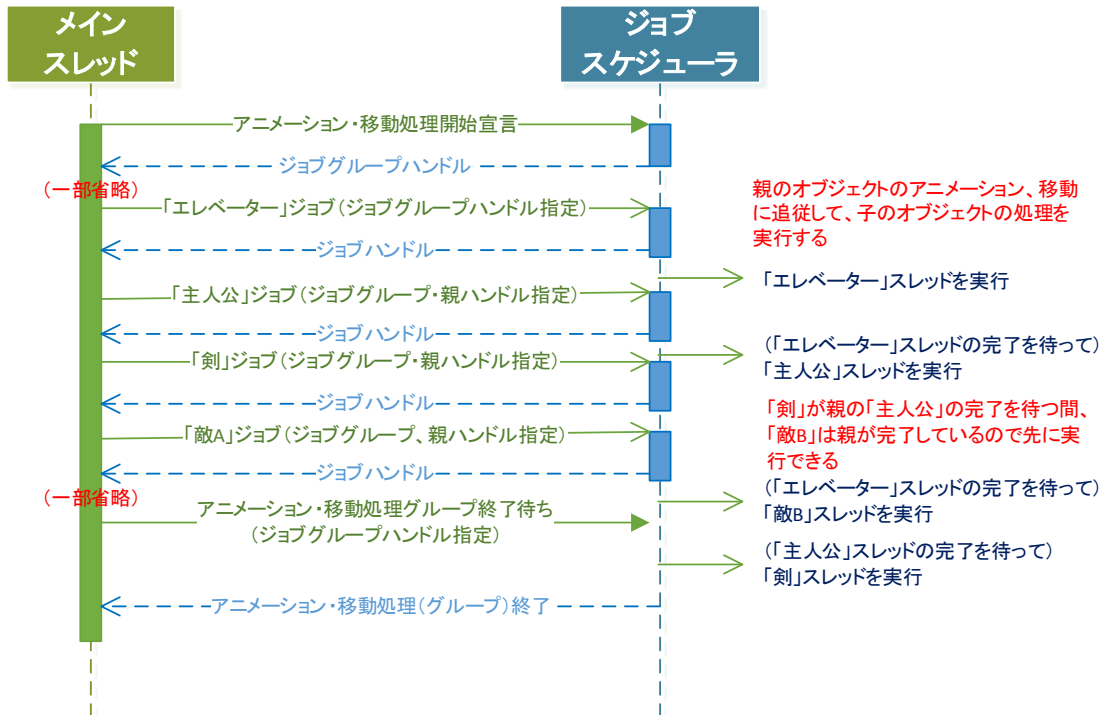 メイン
スレッド
ジョブ
スケジューラ
アニメーション・移動処理開始宣言
ジョブグループハンドル
(一部省略)
「エレベーター」ジョブ(ジョブグループハンドル指定)
親のオブジェクトのアニメーション、移動
に追従して、子のオブジェクトの処理を
実行する
ジョブハンドル
「エレベーター」スレッドを実行
「主人公」ジョブ(ジョブグループ・親ハンドル指定)
ジョブハンドル
(「エレベーター」スレッドの完了を待って)
「主人公」スレッドを実行
「剣」ジョブ(ジョブグループ・親ハンドル指定)
ジョブハンドル
「剣」が親の「主人公」の完了を待つ間、
「敵B」は親が完了しているので先に実
行できる
「敵A」ジョブ(ジョブグループ、親ハンドル指定)
ジョブハンドル
(一部省略)
(「エレベーター」スレッドの完了を待って)
「敵B」スレッドを実行
アニメーション・移動処理グループ終了待ち
(ジョブグループハンドル指定)
(「主人公」スレッドの完了を待って)
「剣」スレッドを実行
アニメーション・移動処理(グループ)終了